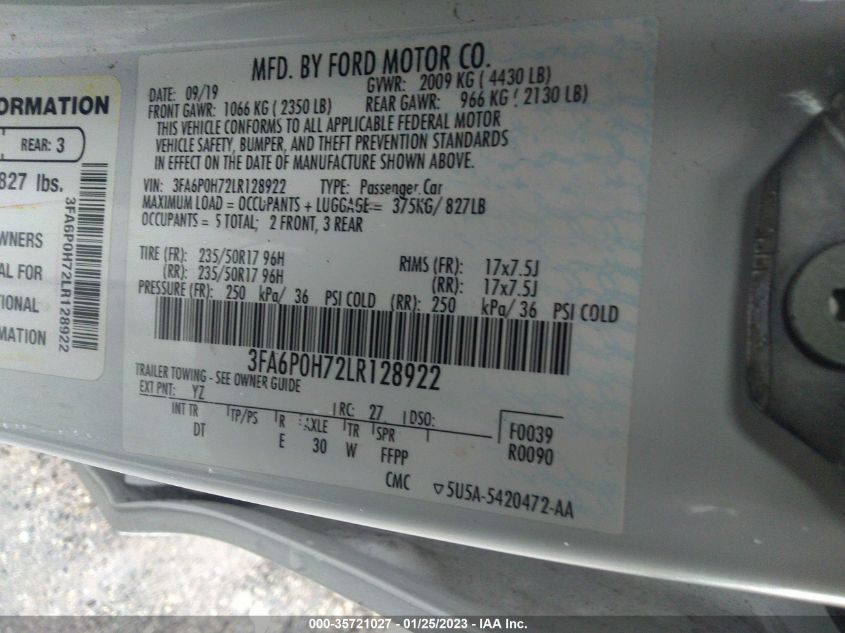 ORMATION
REAR: 3
827 lbs.
WNERS
AL FOR
TIONAL
MATION
3FA6P0H72LR128922
MFD. BY FORD MOTOR CO.
DATE: 09/19 GVWR: 2009 KG ( 4430 LB)
FRONT GAWR: 1066 KG ( 2350 LB) REAR GAWR: 966 KG ( 2130 LB)
THIS VEHICLE CONFORMS TO ALL APPLICABLE FEDERAL MOTOR
VEHICLE SAFETY, BUMPER, AND THEFT PREVENTION STANDARDS
IN EFFECT ON THE DATE OF MANUFACTURE SHOWN ABOVE.
VIN: 3FA6P0H72LR128922 TYPE: Passenger Car
MAXIMUM LOAD = OCCUPANTS + LUGGAGE = 375KG/ 827LB
OCCUPANTS = 5 TOTAL; 2 FRONT, 3 REAR
TIRE (FR): 235/50R17 96H RIMS (FR): 17x7.5J
(RR): 235/50R17 96H (RR): 17x7.5J
PRESSURE (FR): 250 kPa/ 36 PSI COLD (RR): 250 kPa/ 36 PSI COLD
3FA6P0H72LR128922
TRAILER TOWING - SEE OWNER GUIDE
EXT PNT: YZ RC: 27 DSO:
INT TR TP/PS R AXLE TR SPR F0039
DT E 30 W FFPP R0090
CMC ▽5U5A-5420472-AA
000-35721027 - 01/25/2023 - IAA Inc.